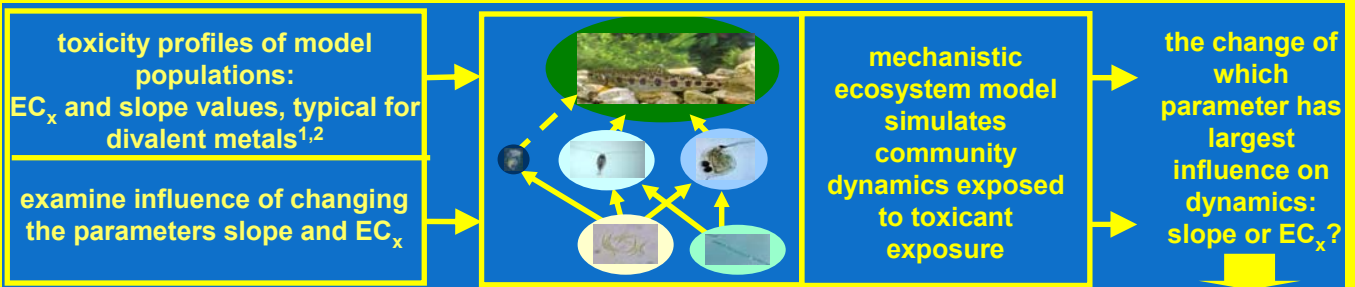 toxicity profiles of model
populations:
ECx and slope values, typical for
divalent metals1,2
examine influence of changing
the parameters slope and ECx
mechanistic
ecosystem model
simulates
community
dynamics exposed
to toxicant
exposure
the change of
which
parameter has
largest
influence on
dynamics:
slope or ECx?